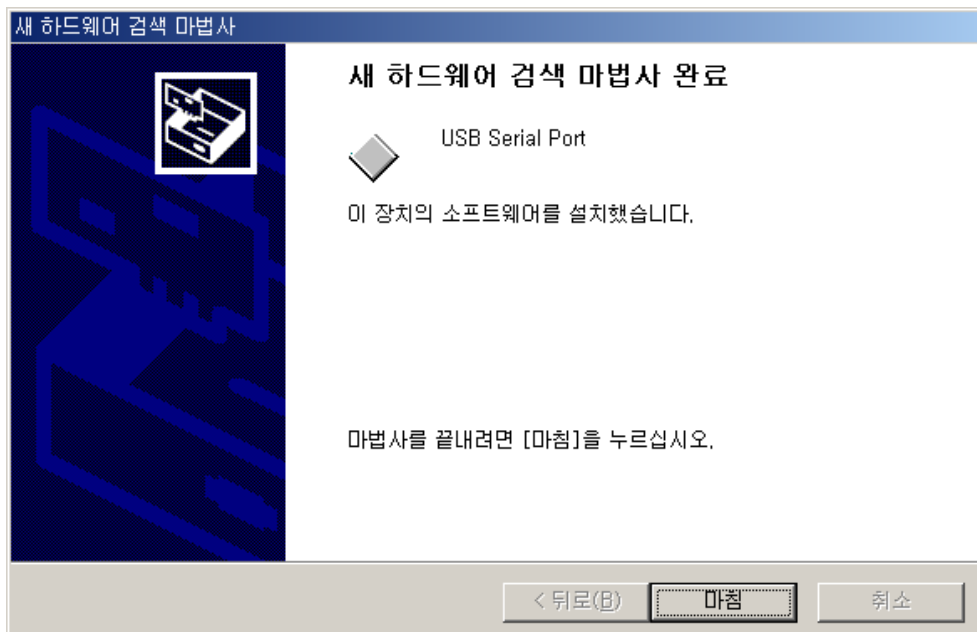 새 하드웨어 검색 마법사
새 하드웨어 검색 마법사 완료
USB Serial Port
이 장치의 소프트웨어를 설치했습니다.
마법사를 끝내려면 [마침]을 누르십시오.
< 뒤로(B) 마침 취소